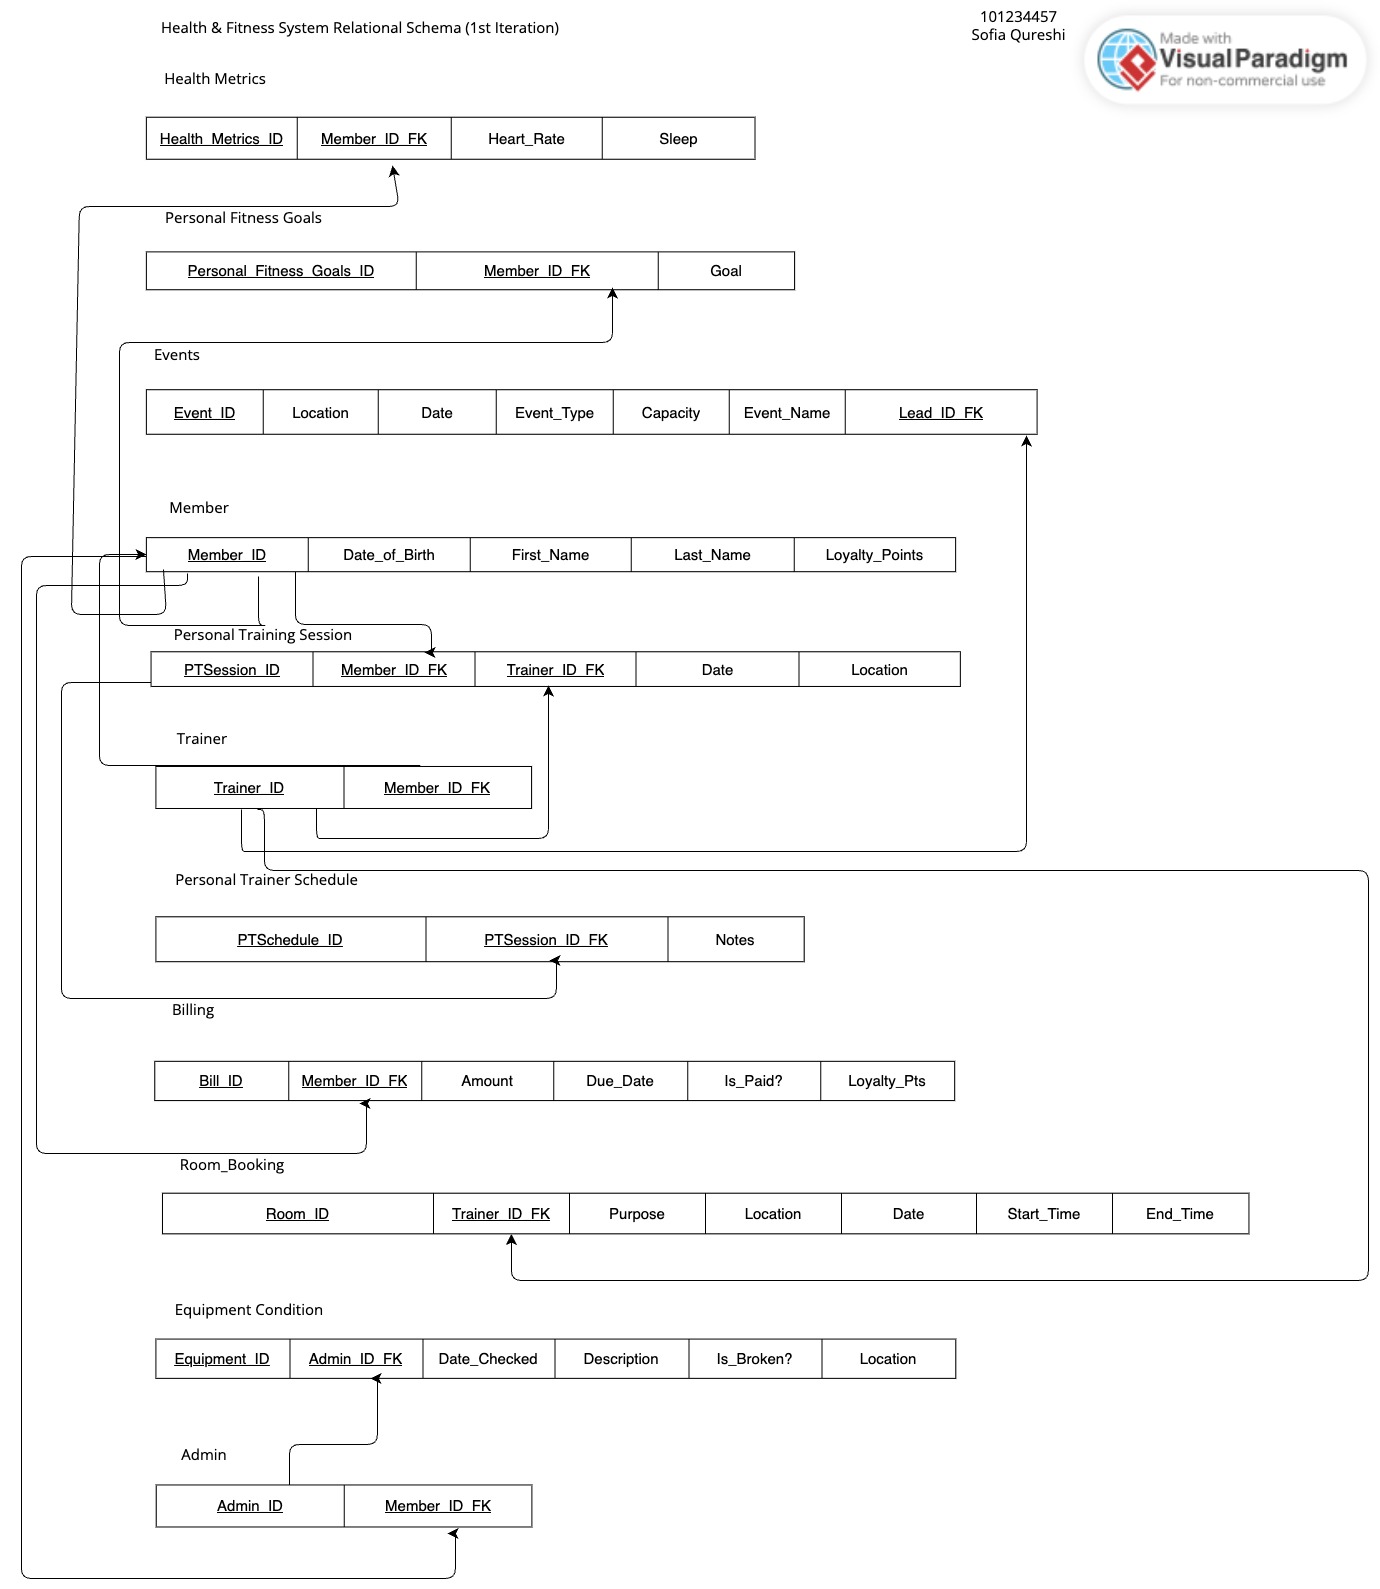 Health & Fitness System Relational Schema (1st Iteration)
101234457
Sofia Qureshi
Made with
Visual Paradigm
For non-commercial use
Health Metrics
Health_Metrics_ID Member_ID_FK Heart_Rate Sleep
Personal Fitness Goals
Personal_Fitness_Goals_ID Member_ID_FK Goal
Events
Event_ID Location Date Event_Type Capacity Event_Name Lead_ID_FK
Member
Member_ID Date_of_Birth First_Name Last_Name Loyalty_Points
Personal Training Session
PTSession_ID Member_ID_FK Trainer_ID_FK Date Location
Trainer
Trainer_ID Member_ID_FK
Personal Trainer Schedule
PTSchedule_ID PTSession_ID_FK Notes
Billing
Bill_ID Member_ID_FK Amount Due_Date Is_Paid? Loyalty_Pts
Room_Booking
Room_ID Trainer_ID_FK Purpose Location Date Start_Time End_Time
Equipment Condition
Equipment_ID Admin_ID_FK Date_Checked Description Is_Broken? Location
Admin
Admin_ID Member_ID_FK